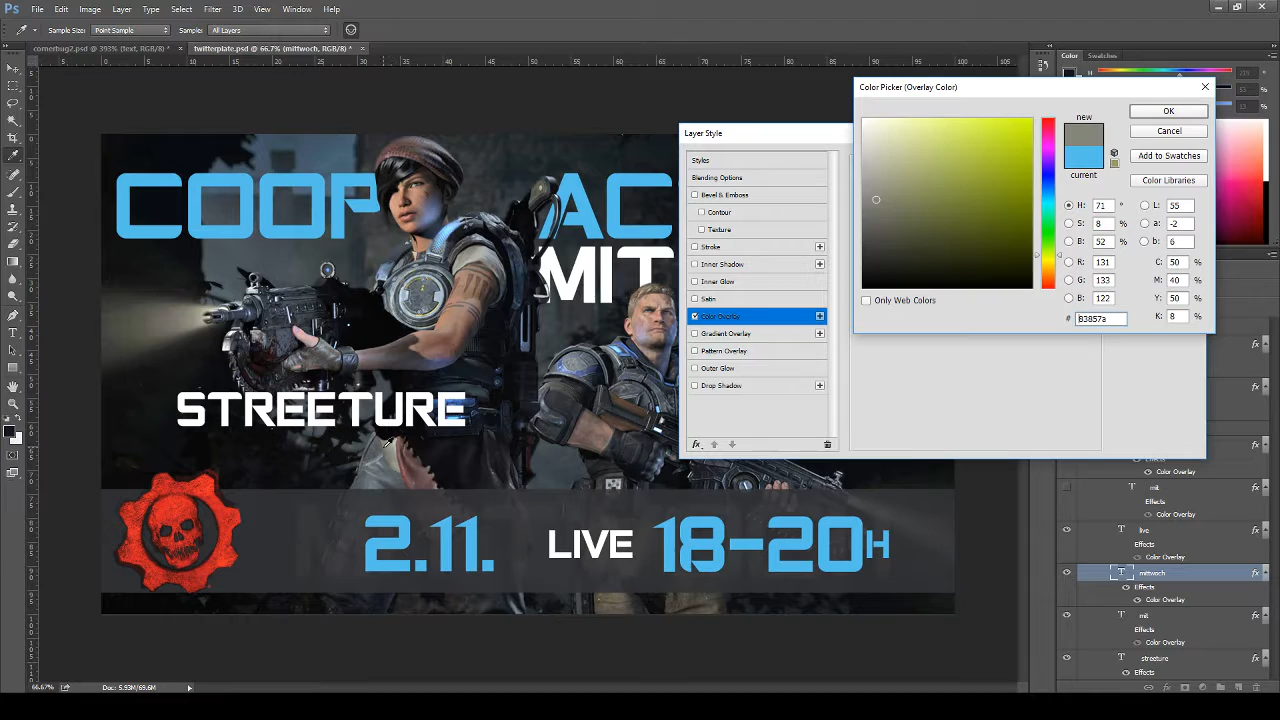 Ps File Edit Image Layer Type Select Filter 3D View Window Help
Sample Size: Point Sample Sample: All Layers
cornerbug2.psd @ 393% (text, RGB/8) * × twitterplate.psd @ 66.7% (mittwoch, RGB/8) * ×
Color Swatches
Color Picker (Overlay Color)
new
current
OK
Cancel
Add to Swatches
Color Libraries
H: 71 °
S: 8 %
B: 52 %
R: 131
G: 133
B: 122
L: 55
a: -2
b: 6
C: 50 %
M: 40 %
Y: 50 %
K: 8 %
Only Web Colors
# 83857a
Layer Style
Styles
Blending Options
Bevel & Emboss
Contour
Texture
Stroke
Inner Shadow
Inner Glow
Satin
Color Overlay
Gradient Overlay
Pattern Overlay
Outer Glow
Drop Shadow
fx
COOP AC
MIT
STREETURE
2.11. LIVE 18-20H
Color Overlay
mit
Effects
Color Overlay
live
Effects
Color Overlay
mittwoch
Effects
Color Overlay
mit
Effects
Color Overlay
streeture
Effects
66.67% Doc: 5.93M/69.6M